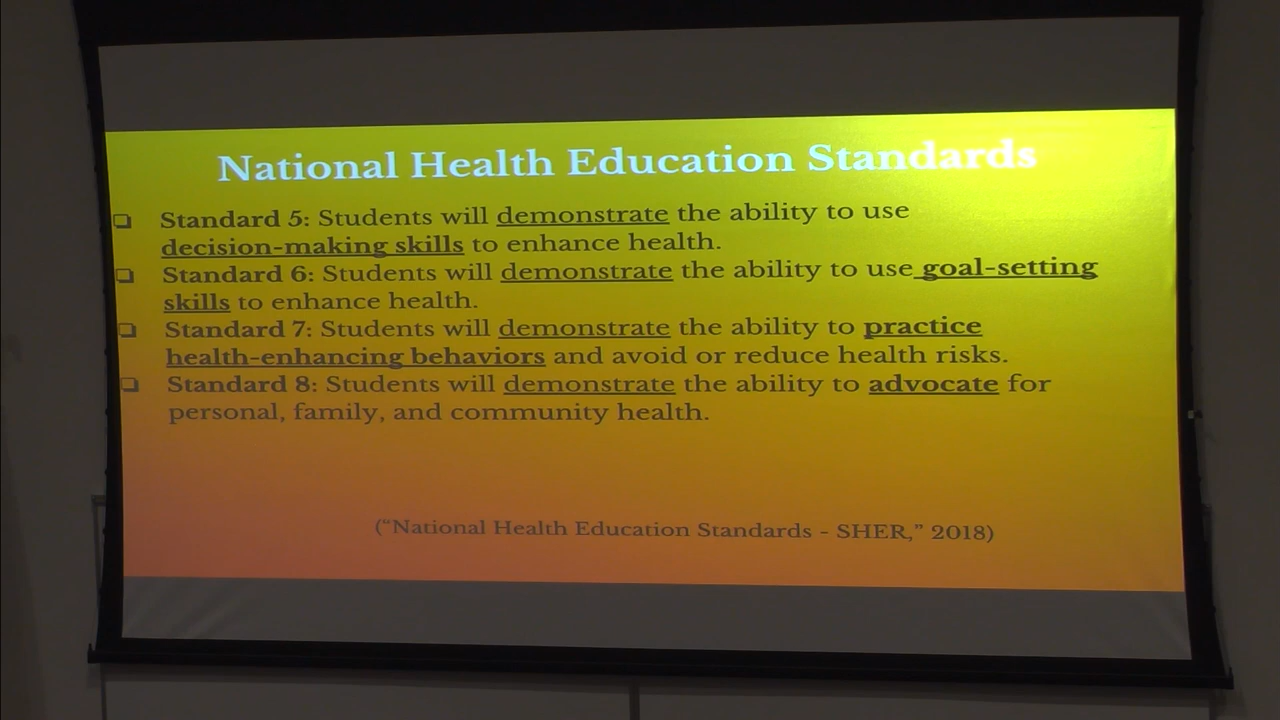 National Health Education Standards
❏ Standard 5: Students will demonstrate the ability to use
decision-making skills to enhance health.
❏ Standard 6: Students will demonstrate the ability to use goal-setting
skills to enhance health.
❏ Standard 7: Students will demonstrate the ability to practice
health-enhancing behaviors and avoid or reduce health risks.
❏ Standard 8: Students will demonstrate the ability to advocate for
personal, family, and community health.
(“National Health Education Standards - SHER,” 2018)